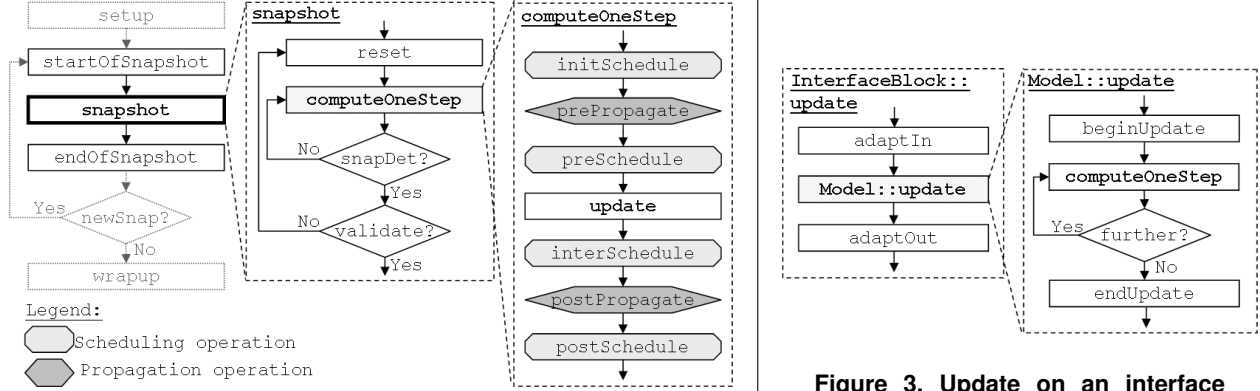 setup
startOfSnapshot
snapshot
endOfSnapshot
Yes
newSnap?
No
wrapup
Legend:
Scheduling operation
Propagation operation
snapshot
reset
computeOneStep
No
snapDet?
Yes
No
validate?
Yes
computeOneStep
initSchedule
prePropagate
preSchedule
update
interSchedule
postPropagate
postSchedule
InterfaceBlock::
update
adaptIn
Model::update
adaptOut
Model::update
beginUpdate
computeOneStep
Yes
further?
No
endUpdate
Figure 3. Update on an interface